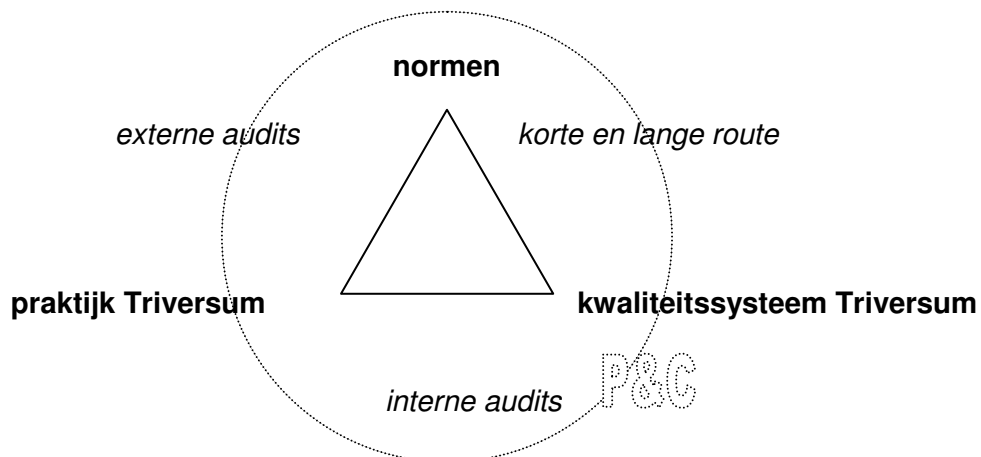 normen
externe audits
korte en lange route
praktijk Triversum
kwaliteitssysteem Triversum
P&C
interne audits